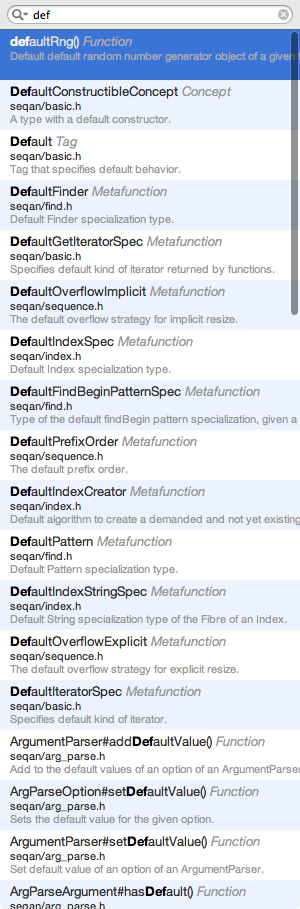 def
defaultRng() Function
Default default random number generator object of a given
DefaultConstructibleConcept Concept
seqan/basic.h
A type with a default constructor.
Default Tag
seqan/basic.h
Tag that specifies default behavior.
DefaultFinder Metafunction
seqan/find.h
Default Finder specialization type.
DefaultGetIteratorSpec Metafunction
seqan/basic.h
Specifies default kind of iterator returned by functions.
DefaultOverflowImplicit Metafunction
seqan/sequence.h
The default overflow strategy for implicit resize.
DefaultIndexSpec Metafunction
seqan/index.h
Default Index specialization type.
DefaultFindBeginPatternSpec Metafunction
seqan/find.h
Type of the default findBegin pattern specialization, given a
DefaultPrefixOrder Metafunction
seqan/sequence.h
The default prefix order.
DefaultIndexCreator Metafunction
seqan/index.h
Default algorithm to create a demanded and not yet existing
DefaultPattern Metafunction
seqan/find.h
Default Pattern specialization type.
DefaultIndexStringSpec Metafunction
seqan/index.h
Default String specialization type of the Fibre of an Index.
DefaultOverflowExplicit Metafunction
seqan/sequence.h
The default overflow strategy for explicit resize.
DefaultIteratorSpec Metafunction
seqan/basic.h
Specifies default kind of iterator.
ArgumentParser#addDefaultValue() Function
seqan/arg_parse.h
Add to the default values of an option of an ArgumentParser
ArgParseOption#setDefaultValue() Function
seqan/arg_parse.h
Sets the default value for the given option.
ArgumentParser#setDefaultValue() Function
seqan/arg_parse.h
Set default value of an option of an ArgumentParser.
ArgParseArgument#hasDefault() Function
seqan/arg_parse.h